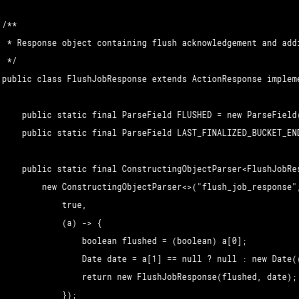 /**
 * Response object containing flush acknowledgement and addi
 */
public class FlushJobResponse extends ActionResponse impleme
    public static final ParseField FLUSHED = new ParseField(
    public static final ParseField LAST_FINALIZED_BUCKET_END
    public static final ConstructingObjectParser<FlushJobRes
        new ConstructingObjectParser<>("flush_job_response",
            true,
            (a) -> {
                boolean flushed = (boolean) a[0];
                Date date = a[1] == null ? null : new Date((
                return new FlushJobResponse(flushed, date);
            });